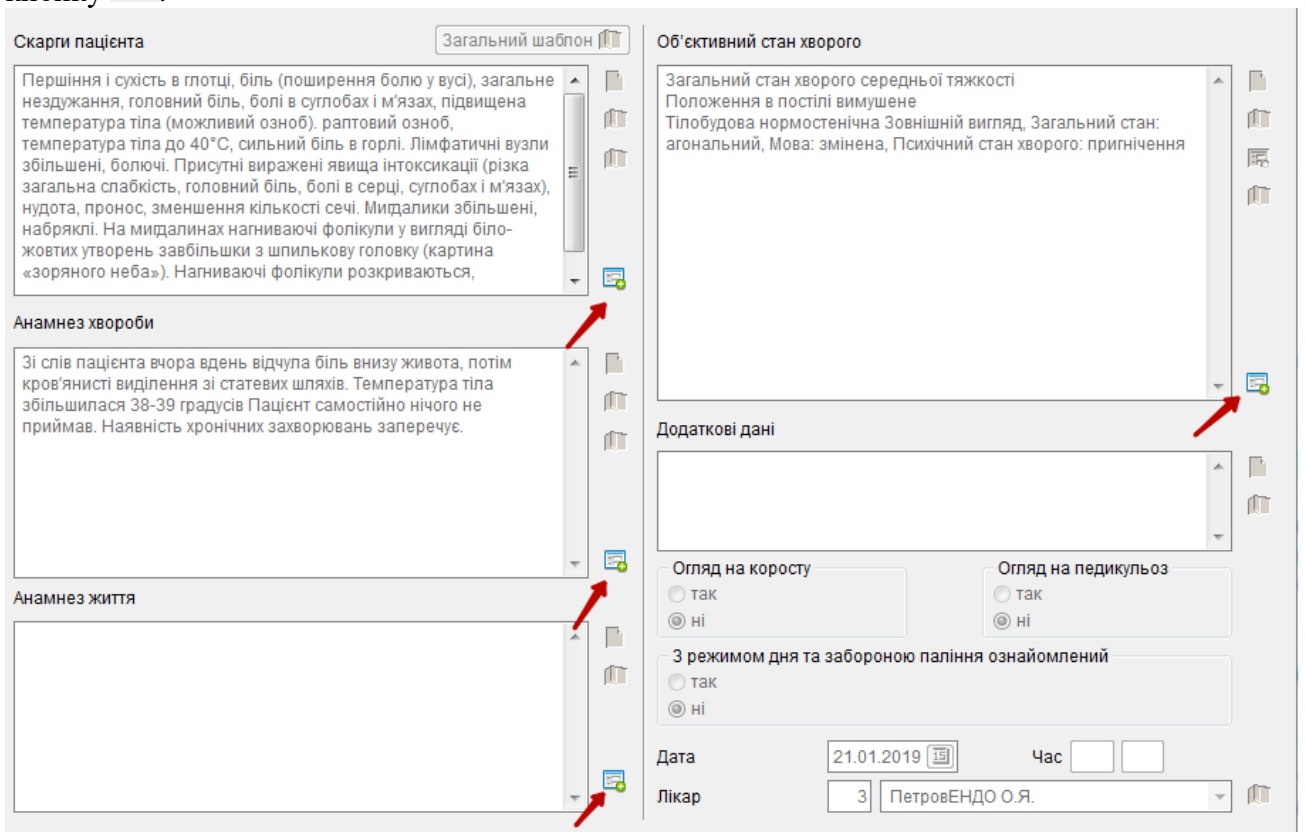 Скарги пацієнта
Загальний шаблон
Першіння і сухість в глотці, біль (поширення болю у вусі), загальне
нездужання, головний біль, болі в суглобах і м'язах, підвищена
температура тіла (можливий озноб). раптовий озноб,
температура тіла до 40°С, сильний біль в горлі. Лімфатичні вузли
збільшені, болючі. Присутні виражені явища інтоксикації (різка
загальна слабкість, головний біль, болі в серці, суглобах і м'язах),
нудота, пронос, зменшення кількості сечі. Мигдалики збільшені,
набряклі. На мигдалинах нагниваючі фолікули у вигляді біло-
жовтих утворень завбільшки з шпилькову головку (картина
«зоряного неба»). Нагниваючі фолікули розкриваються,
Анамнез хвороби
Зі слів пацієнта вчора вдень відчула біль внизу живота, потім
кров'янисті виділення зі статевих шляхів. Температура тіла
збільшилася 38-39 градусів Пацієнт самостійно нічого не
приймав. Наявність хронічних захворювань заперечує.
Анамнез життя
Об'єктивний стан хворого
Загальний стан хворого середньої тяжкості
Положення в постілі вимушене
Тілобудова нормостенічна Зовнішній вигляд, Загальний стан:
агональний, Мова: змінена, Психічний стан хворого: пригнічення
Додаткові дані
Огляд на коросту
так
ні
Огляд на педикульоз
так
ні
З режимом дня та забороною паління ознайомлений
так
ні
Дата 21.01.2019 15 Час
Лікар 3 ПетровЕНДО О.Я.